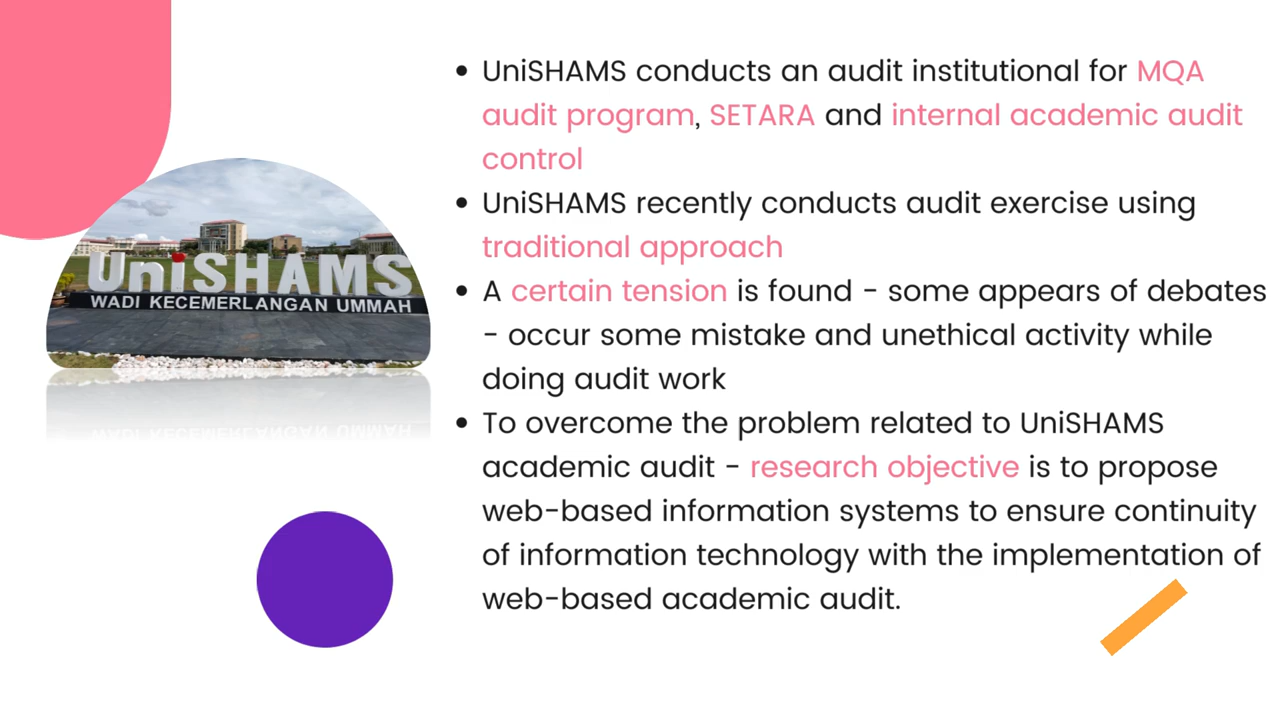 UniSHAMS
WADI KECEMERLANGAN UMMAH
• UniSHAMS conducts an audit institutional for MQA
audit program, SETARA and internal academic audit
control
• UniSHAMS recently conducts audit exercise using
traditional approach
• A certain tension is found - some appears of debates
- occur some mistake and unethical activity while
doing audit work
• To overcome the problem related to UniSHAMS
academic audit - research objective is to propose
web-based information systems to ensure continuity
of information technology with the implementation of
web-based academic audit.